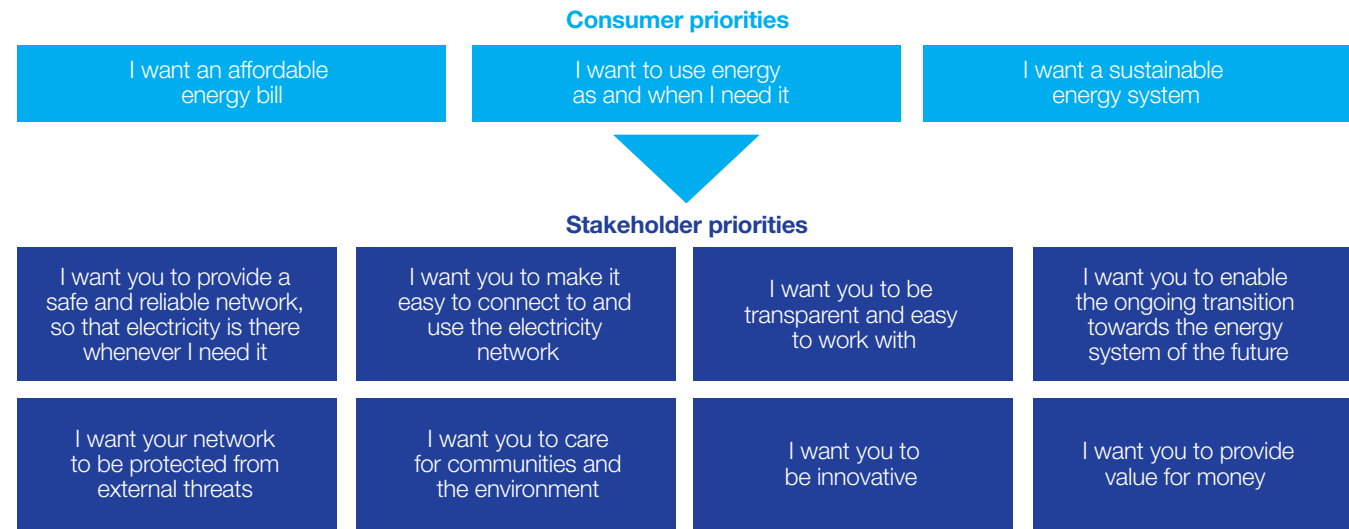 Consumer priorities
I want an affordable
energy bill
I want to use energy
as and when I need it
I want a sustainable
energy system
Stakeholder priorities
I want you to provide a
safe and reliable network,
so that electricity is there
whenever I need it
I want you to make it
easy to connect to and
use the electricity
network
I want you to be
transparent and easy
to work with
I want you to enable
the ongoing transition
towards the energy
system of the future
I want your network
to be protected from
external threats
I want you to care
for communities and
the environment
I want you to
be innovative
I want you to provide
value for money